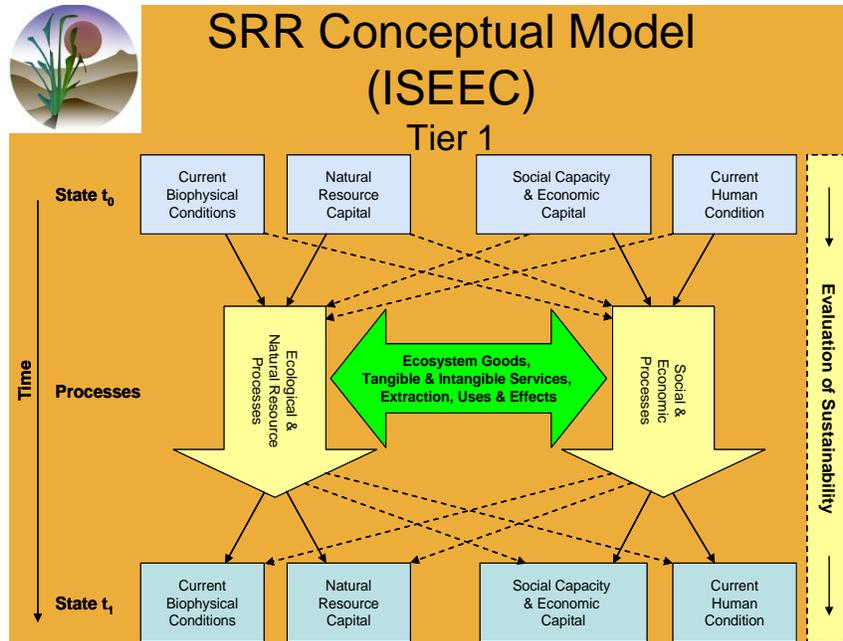 SRR Conceptual Model
(ISEEC)
Tier 1
State t₀
Current
Biophysical
Conditions
Natural
Resource
Capital
Social Capacity
& Economic
Capital
Current
Human
Condition
Time
Processes
Ecological &
Natural Resource
Processes
Ecosystem Goods,
Tangible & Intangible Services,
Extraction, Uses & Effects
Social &
Economic
Processes
Evaluation of Sustainability
State t₁
Current
Biophysical
Conditions
Natural
Resource
Capital
Social Capacity
& Economic
Capital
Current
Human
Condition